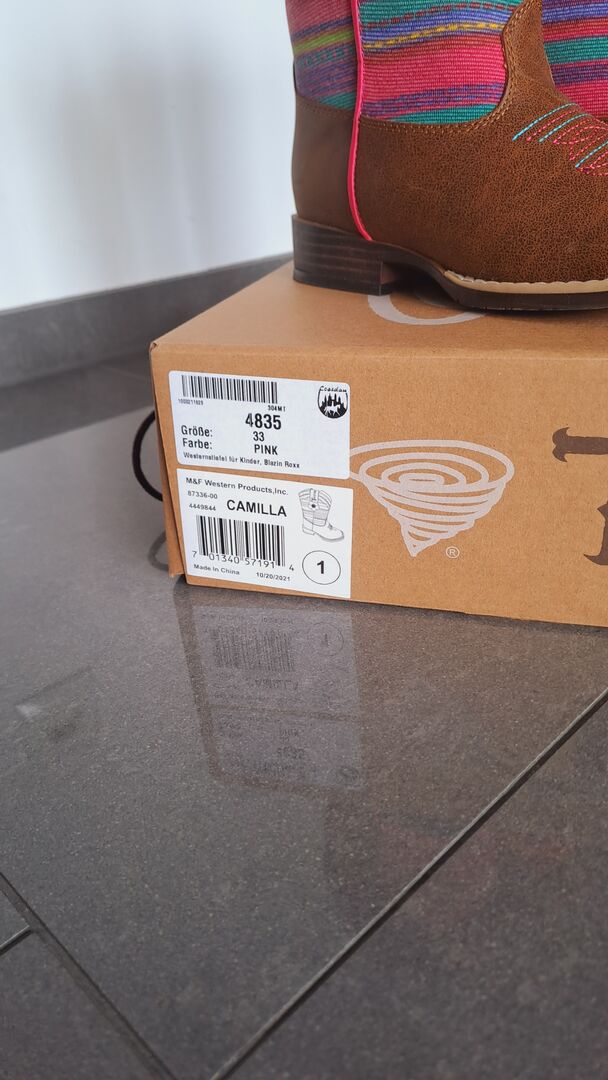 1000211929
304M1
4835
Größe: 33
Farbe: PINK
Westernstiefel für Kinder, Blazin Roxx
M&F Western Products,Inc.
87336-00
4449844 CAMILLA
7 01340 57191 4
1
Made In China 10/20/2021
®